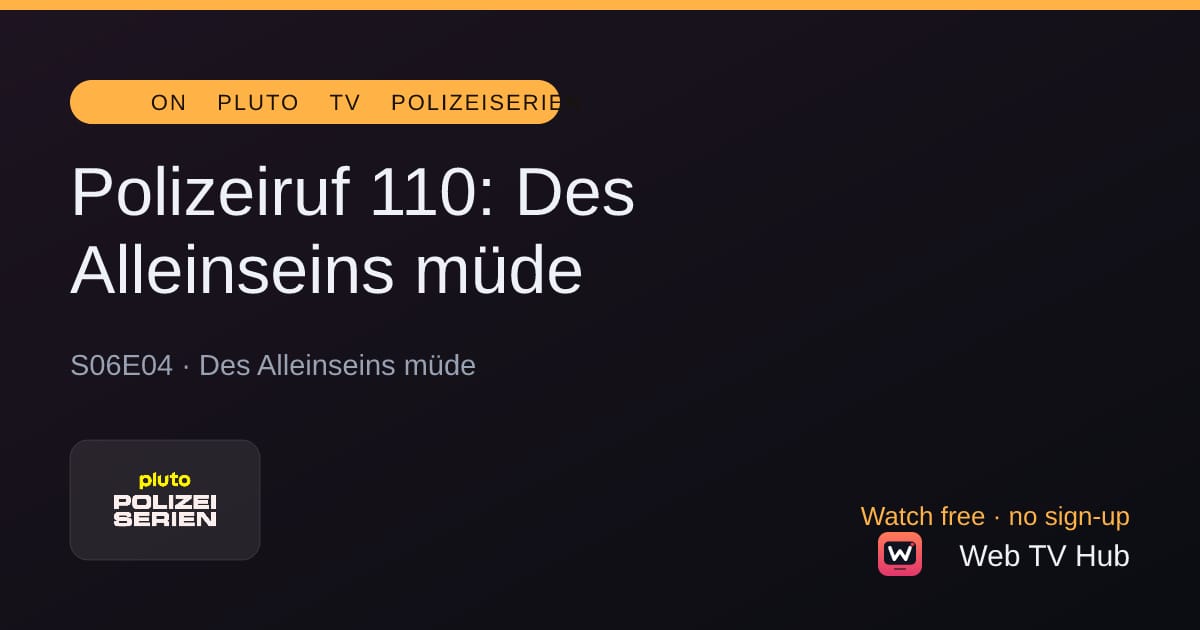 ON PLUTO TV POLIZEISERIE
Polizeiruf 110: Des
Alleinseins müde
S06E04 · Des Alleinseins müde
pluto
POLIZEI
SERIEN
Watch free · no sign-up
W
Web TV Hub